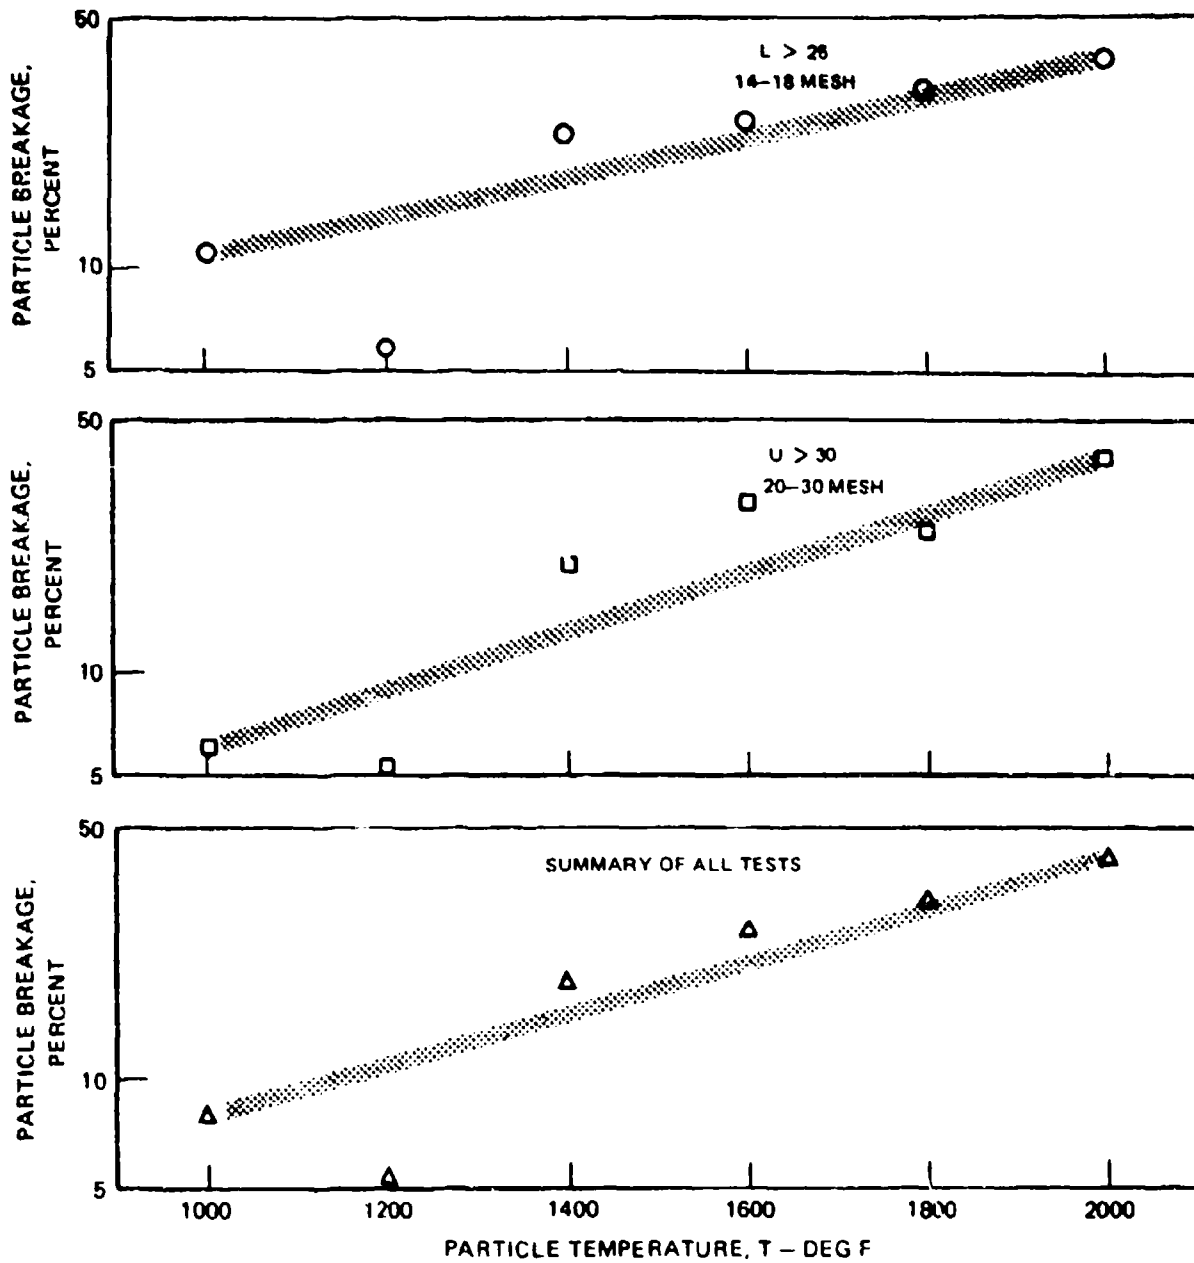 PARTICLE BREAKAGE,
PERCENT
50
10
5
L > 26
14–18 MESH
PARTICLE BREAKAGE,
PERCENT
50
10
5
U > 30
20–30 MESH
PARTICLE BREAKAGE,
PERCENT
50
10
5
SUMMARY OF ALL TESTS
1000 1200 1400 1600 1800 2000
PARTICLE TEMPERATURE, T – DEG F